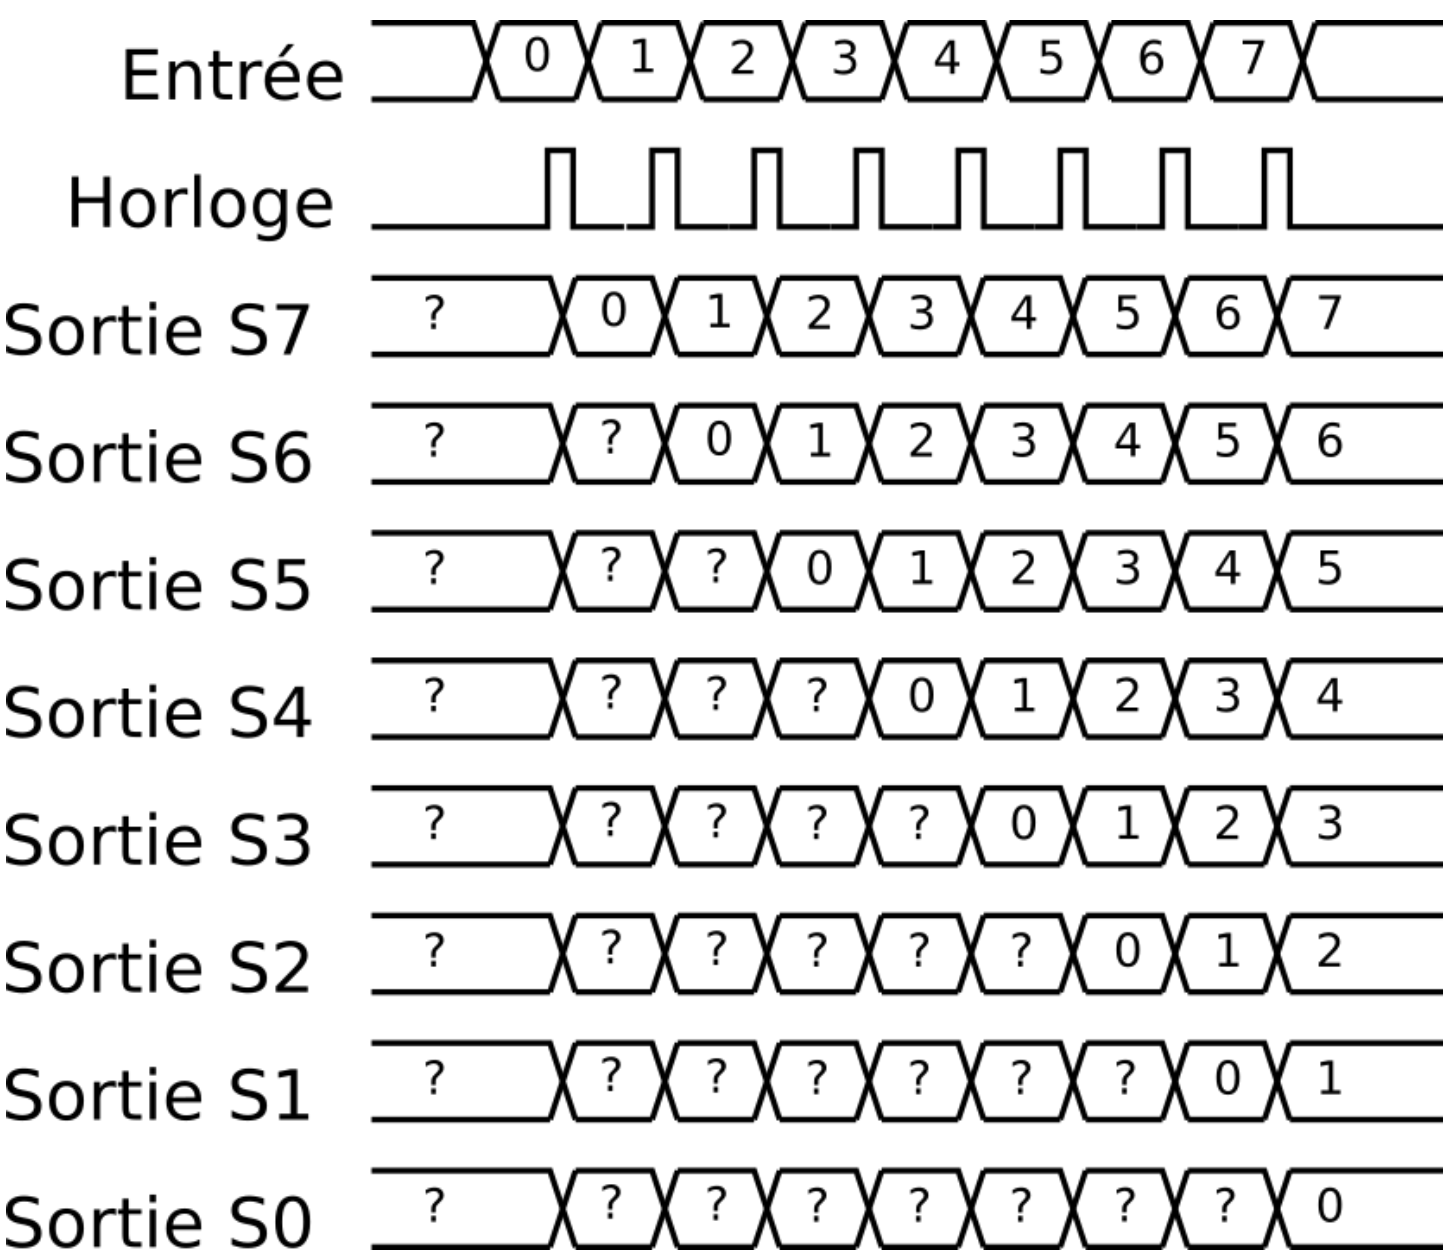 Entrée 0 1 2 3 4 5 6 7
Horloge
Sortie S7 ? 0 1 2 3 4 5 6 7
Sortie S6 ? ? 0 1 2 3 4 5 6
Sortie S5 ? ? ? 0 1 2 3 4 5
Sortie S4 ? ? ? ? 0 1 2 3 4
Sortie S3 ? ? ? ? ? 0 1 2 3
Sortie S2 ? ? ? ? ? ? 0 1 2
Sortie S1 ? ? ? ? ? ? ? 0 1
Sortie S0 ? ? ? ? ? ? ? ? 0